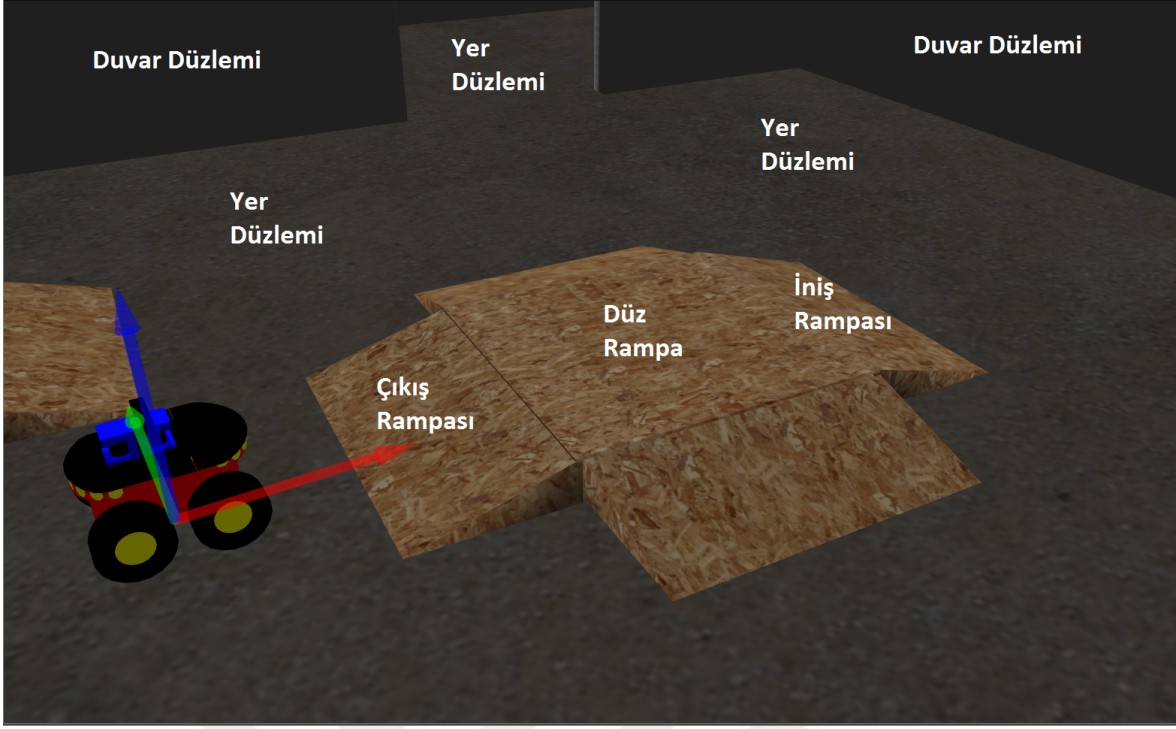 Duvar Düzlemi
Yer
Düzlemi
Duvar Düzlemi
Yer
Düzlemi
Yer
Düzlemi
Düz
Rampa
İniş
Rampası
Çıkış
Rampası